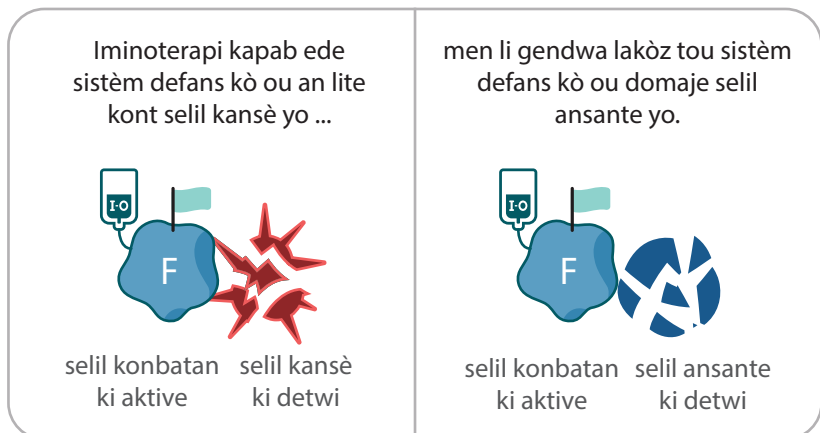 Iminoterapi kapab ede
sistèm defans kò ou an lite
kont selil kansè yo ...
I-O
F
selil konbatan
ki aktive
selil kansè
ki detwi
men li gendwa lakòz tou sistèm
defans kò ou domaje selil
ansante yo.
I-O
F
selil konbatan
ki aktive
selil ansante
ki detwi